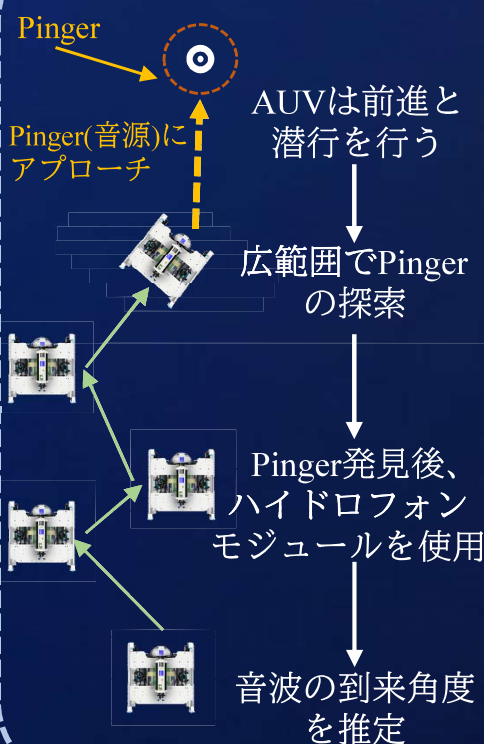 Pinger
Pinger(音源)に
アプローチ
AUVは前進と
潜行を行う
広範囲でPinger
の探索
Pinger発見後、
ハイドロフォン
モジュールを使用
音波の到来角度
を推定